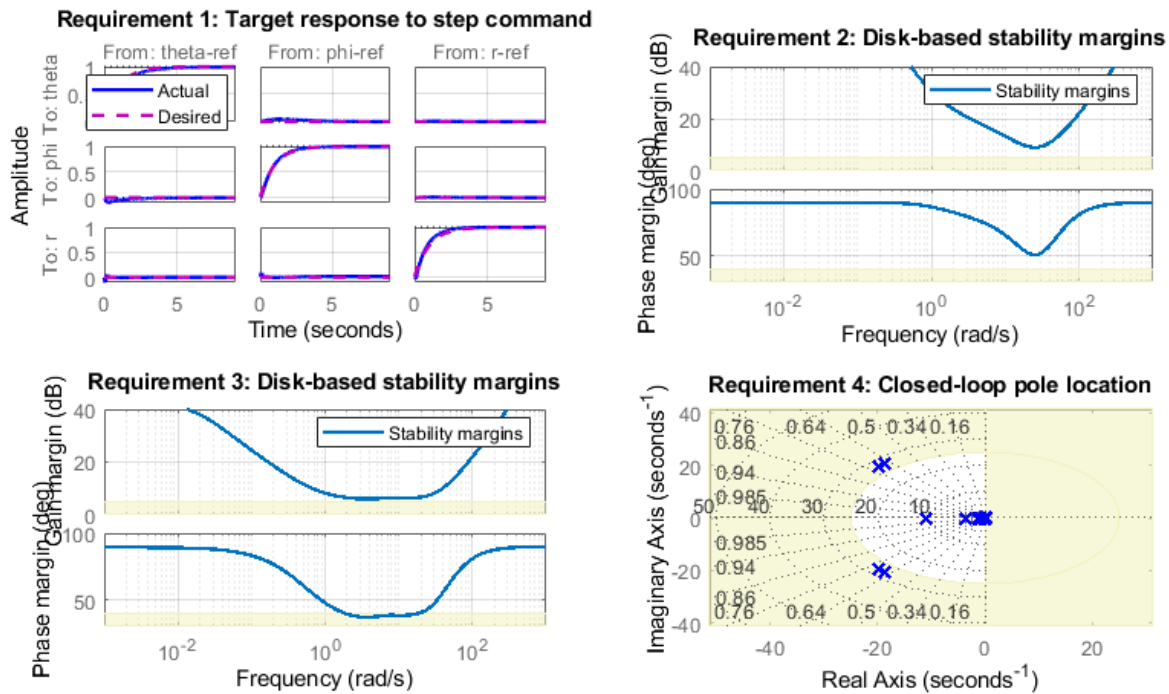 Requirement 1: Target response to step command
From: theta-ref
From: phi-ref
From: r-ref
Amplitude
To: theta
To: phi
To: r
1
0.
Actual
Desired
1
0.5
0
1
0.5
0
0
5
0
5
0
5
Time (seconds)
Requirement 2: Disk-based stability margins
Gain margin (dB)
40
20
0
Stability margins
Phase margin (deg)
100
50
10-2
100
102
Frequency (rad/s)
Requirement 3: Disk-based stability margins
Gain margin (dB)
40
20
0
Stability margins
Phase margin (deg)
100
50
10-2
100
102
Frequency (rad/s)
Requirement 4: Closed-loop pole location
Imaginary Axis (seconds-1)
40
20
0
-20
-40
0.76
0.64
0.5
0.34
0.16
0.86
0.94
0.985
50
40
30
20
10
0.985
0.94
0.86
0.76
0.64
0.5
0.34
0.16
-40
-20
0
20
Real Axis (seconds-1)